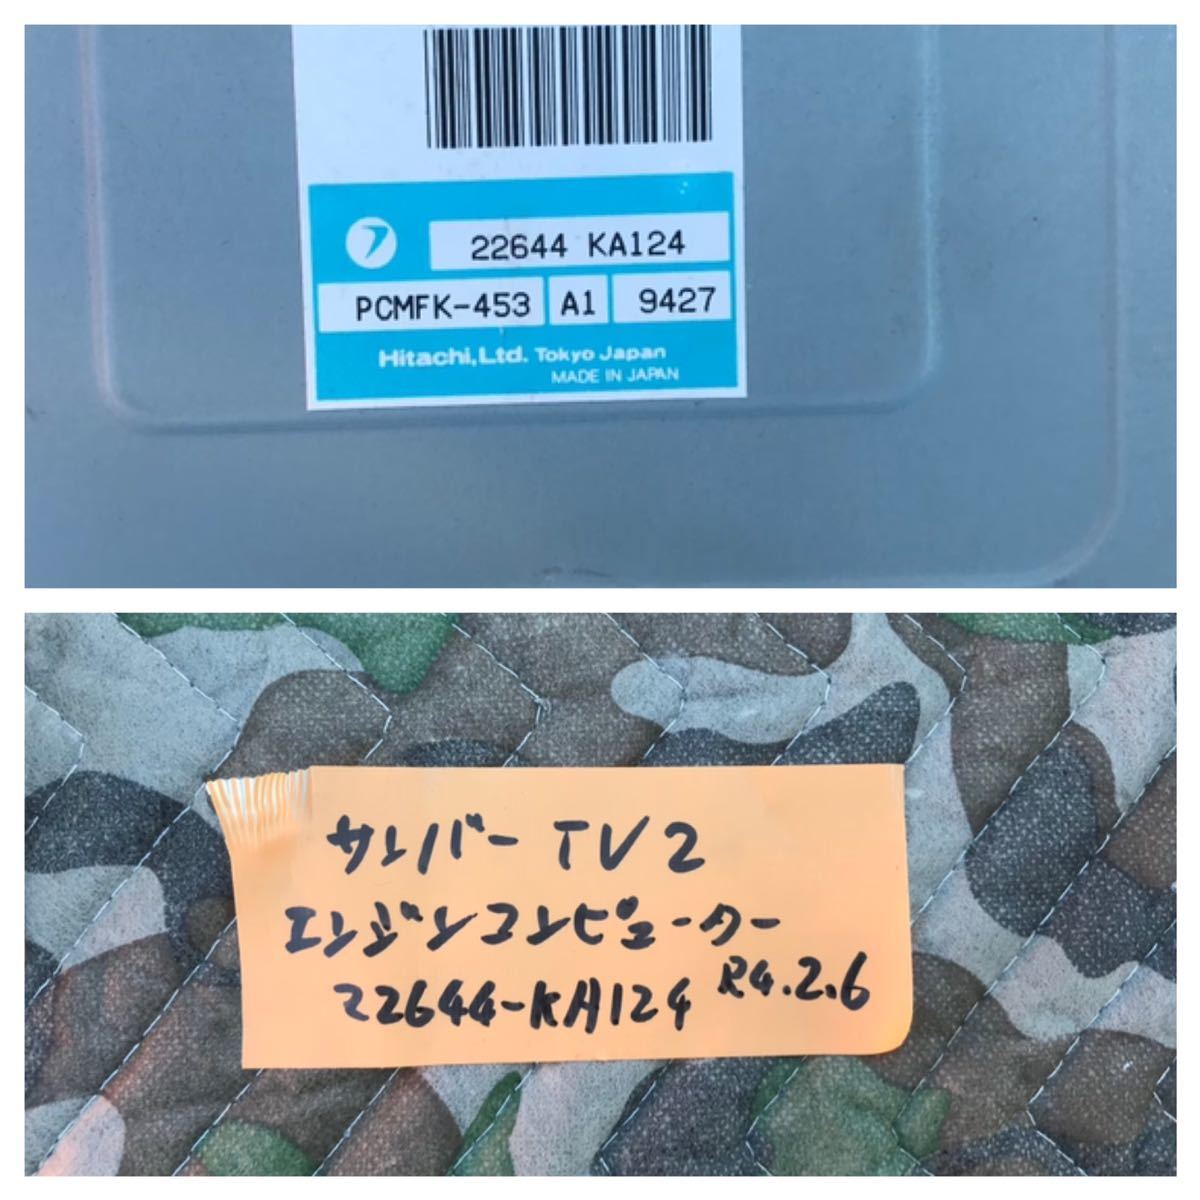 22644 KA124
PCMFK-453 A1 9427
Hitachi,Ltd. Tokyo Japan
MADE IN JAPAN
サンバー TV2
エンジンコンピューター
22644-KA124 R4.2.6